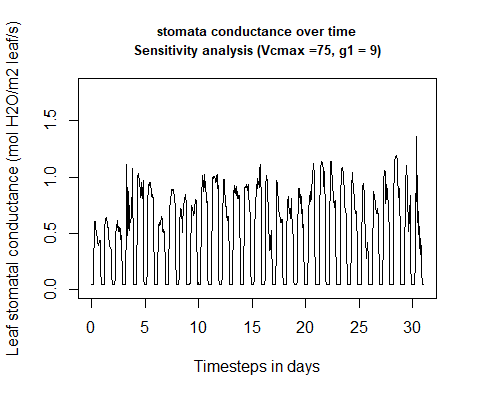 stomata conductance over time
Sensitivity analysis (Vcmax =75, g1 = 9)
Leaf stomatal conductance (mol H2O/m2 leaf/s)
1.5
1.0
0.5
0.0
0 5 10 15 20 25 30
Timesteps in days